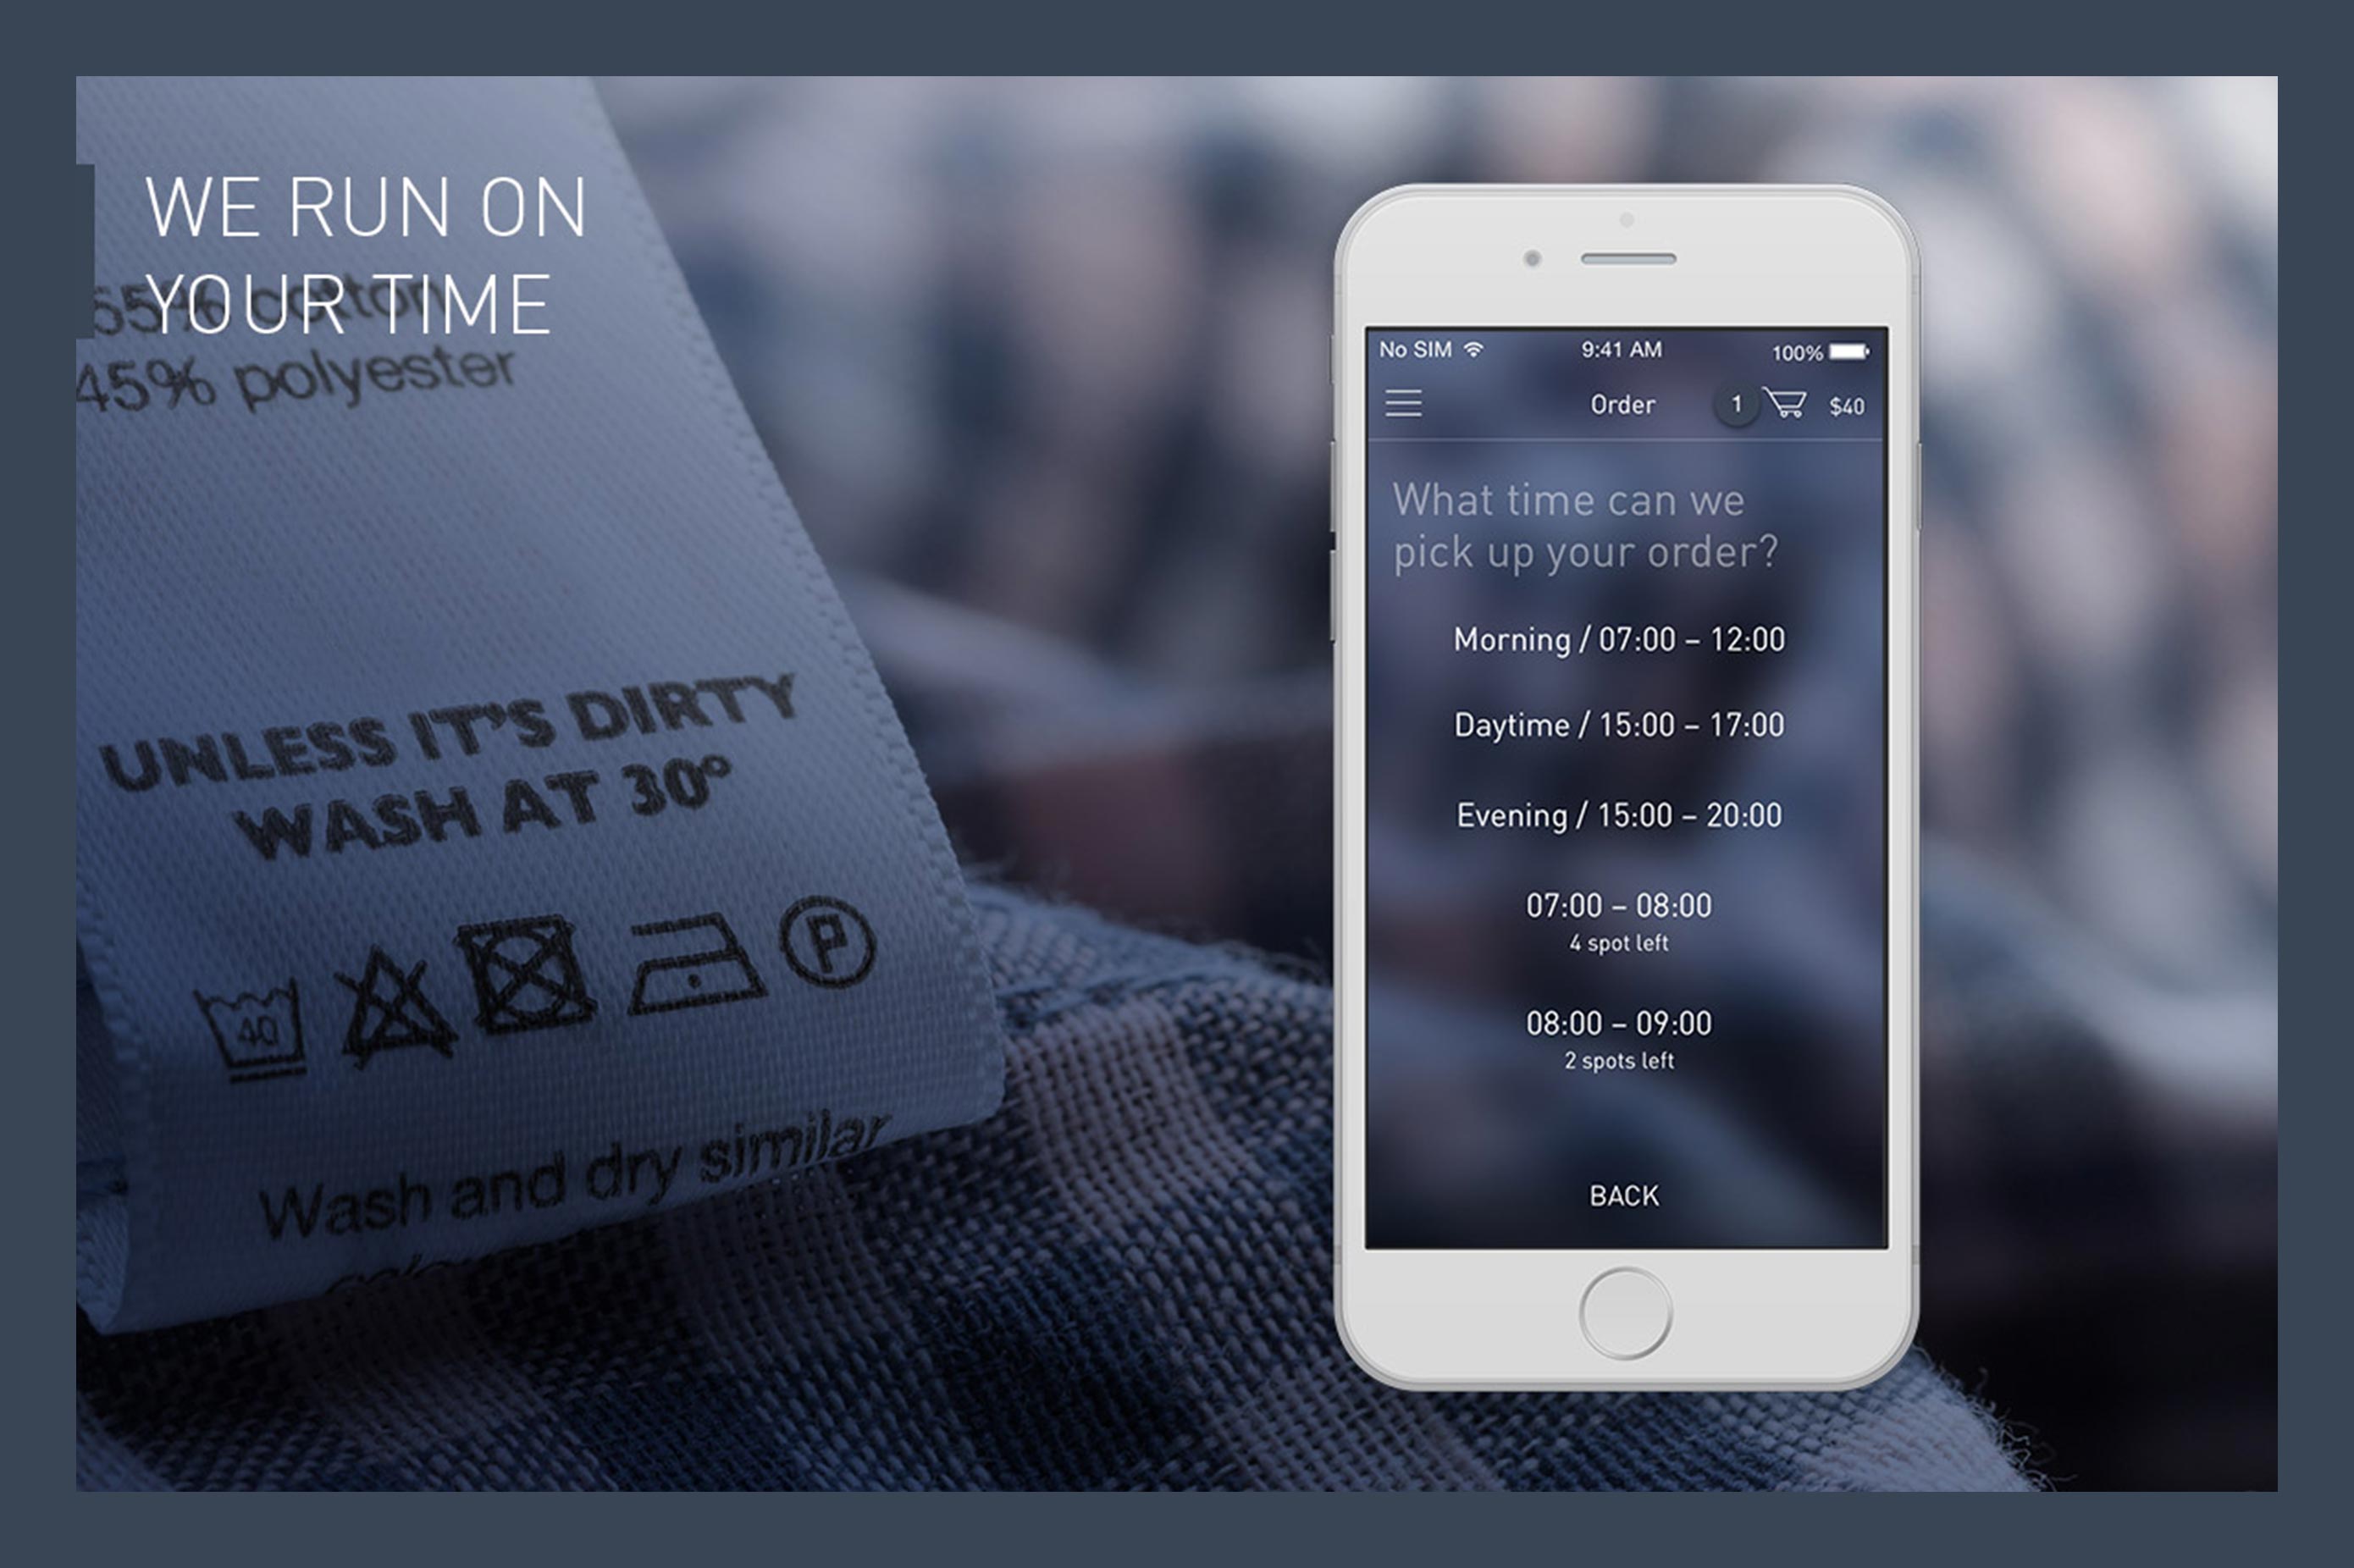 WE RUN ON
YOUR TIME
55% cotton
45% polyester
UNLESS IT'S DIRTY
WASH AT 30°
40
P
Wash and dry similar
No SIM 9:41 AM 100%
Order 1 $40
What time can we
pick up your order?
Morning / 07:00 – 12:00
Daytime / 15:00 – 17:00
Evening / 15:00 – 20:00
07:00 – 08:00
4 spot left
08:00 – 09:00
2 spots left
BACK